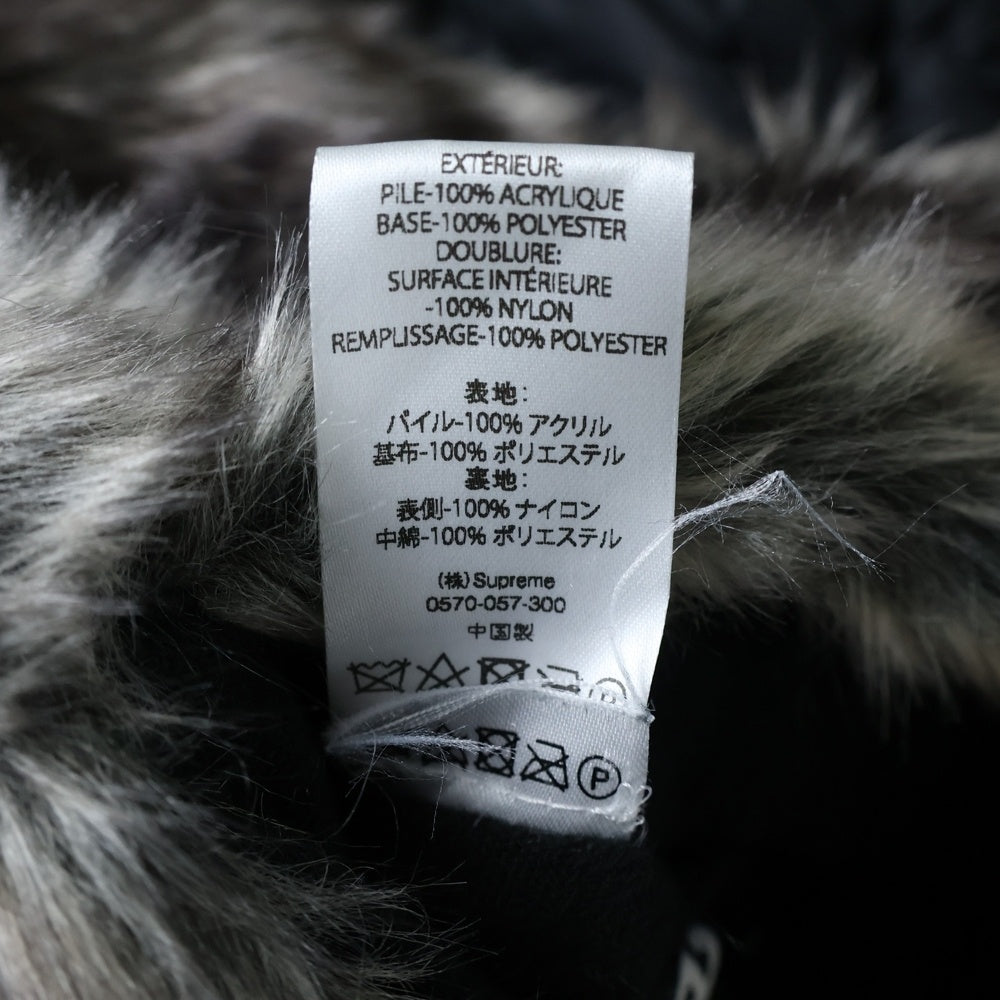 EXTÉRIEUR:
PILE-100% ACRYLIQUE
BASE-100% POLYESTER
DOUBLURE:
SURFACE INTÉRIEURE
-100% NYLON
REMPLISSAGE-100% POLYESTER
表地:
パイル-100% アクリル
基布-100% ポリエステル
裏地:
表側-100% ナイロン
中綿-100% ポリエステル
(株)Supreme
0570-057-300
中国製
P
P